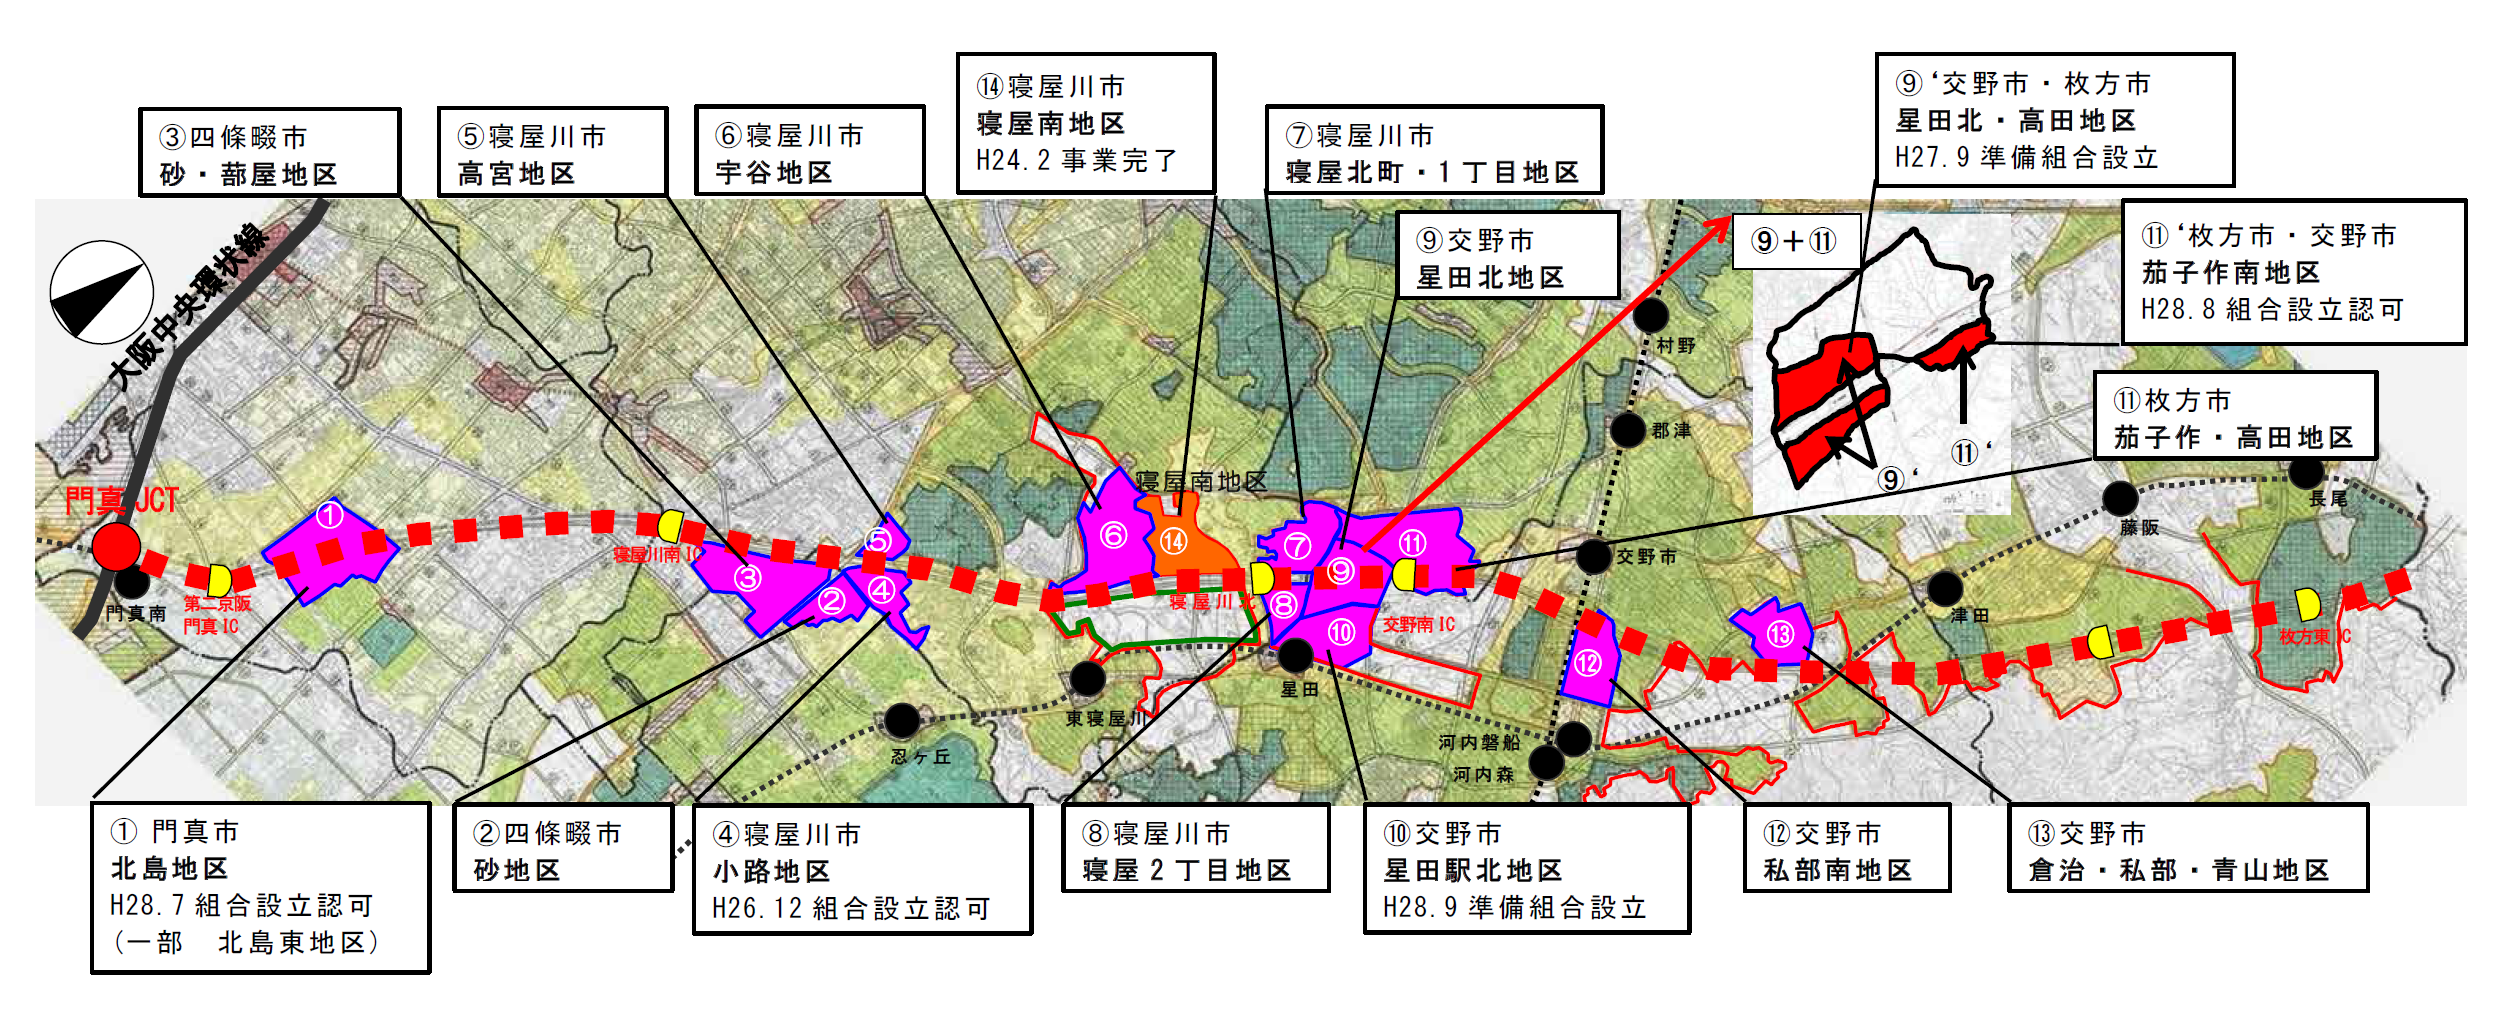 ③四條畷市
砂・蔀屋地区
⑤寝屋川市
高宮地区
⑥寝屋川市
宇谷地区
⑭寝屋川市
寝屋南地区
H24.2 事業完了
⑦寝屋川市
寝屋北町・1丁目地区
⑨‘交野市・枚方市
星田北・高田地区
H27.9 準備組合設立
⑨交野市
星田北地区
⑨＋⑪
⑪‘枚方市・交野市
茄子作南地区
H28.8 組合設立認可
⑪枚方市
茄子作・高田地区
大阪中央環状線
村野
郡津
⑪‘
⑨‘
寝屋南地区
長尾
藤阪
門真JCT
①
⑤
⑥
⑭
⑦
⑪
⑨
交野市
寝屋川南IC
③
②
④
⑧
⑩
寝屋川北
交野南IC
⑫
⑬
津田
枚方東IC
門真南
第二京阪
門真IC
星田
東寝屋川
忍ヶ丘
河内磐船
河内森
① 門真市
北島地区
H28.7 組合設立認可
(一部　北島東地区)
②四條畷市
砂地区
④寝屋川市
小路地区
H26.12 組合設立認可
⑧寝屋川市
寝屋2丁目地区
⑩交野市
星田駅北地区
H28.9 準備組合設立
⑫交野市
私部南地区
⑬交野市
倉治・私部・青山地区